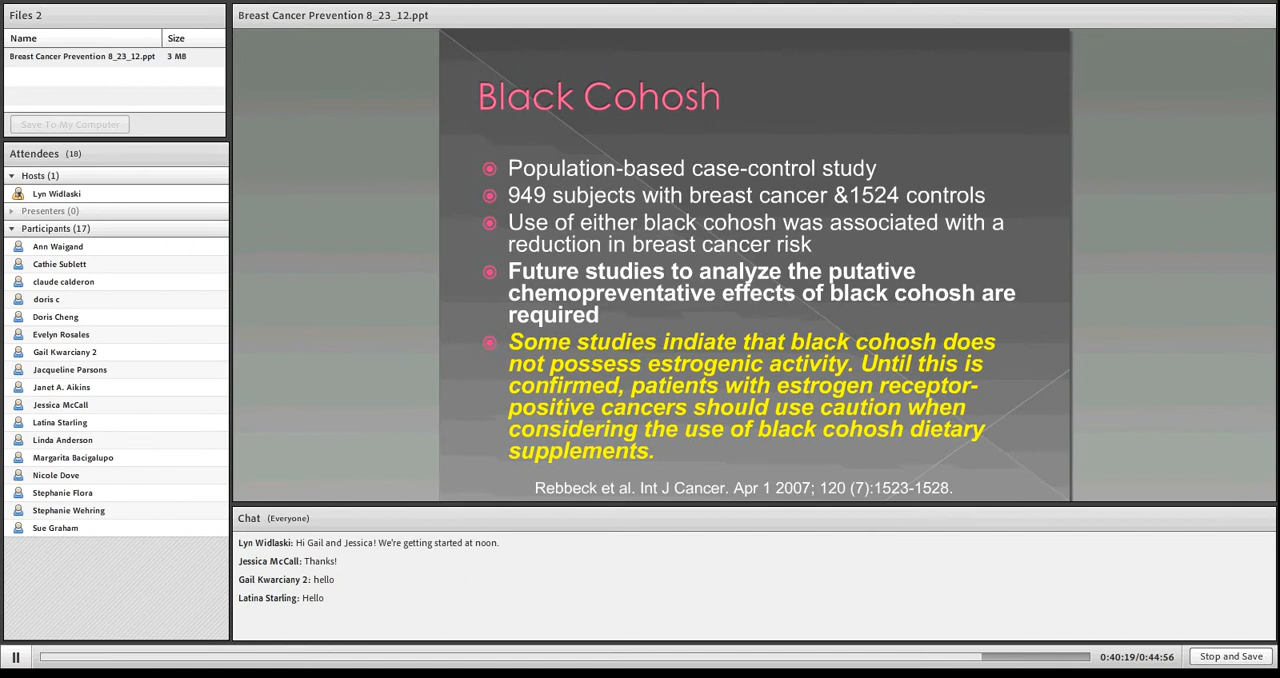 Files 2
Name Size
Breast Cancer Prevention 8_23_12.ppt 3 MB
Save To My Computer
Attendees (18)
Hosts (1)
Lyn Widlaski
Presenters (0)
Participants (17)
Ann Waigand
Cathie Sublett
claude calderon
doris c
Doris Cheng
Evelyn Rosales
Gail Kwarciany 2
Jacqueline Parsons
Janet A. Aikins
Jessica McCall
Latina Starling
Linda Anderson
Margarita Bacigalupo
Nicole Dove
Stephanie Flora
Stephanie Wehring
Sue Graham
Breast Cancer Prevention 8_23_12.ppt
Black Cohosh
Population-based case-control study
949 subjects with breast cancer &1524 controls
Use of either black cohosh was associated with a
reduction in breast cancer risk
Future studies to analyze the putative
chemopreventative effects of black cohosh are
required
Some studies indiate that black cohosh does
not possess estrogenic activity. Until this is
confirmed, patients with estrogen receptor-
positive cancers should use caution when
considering the use of black cohosh dietary
supplements.
Rebbeck et al. Int J Cancer. Apr 1 2007; 120 (7):1523-1528.
Chat (Everyone)
Lyn Widlaski: Hi Gail and Jessica! We're getting started at noon.
Jessica McCall: Thanks!
Gail Kwarciany 2: hello
Latina Starling: Hello
0:40:19/0:44:56
Stop and Save